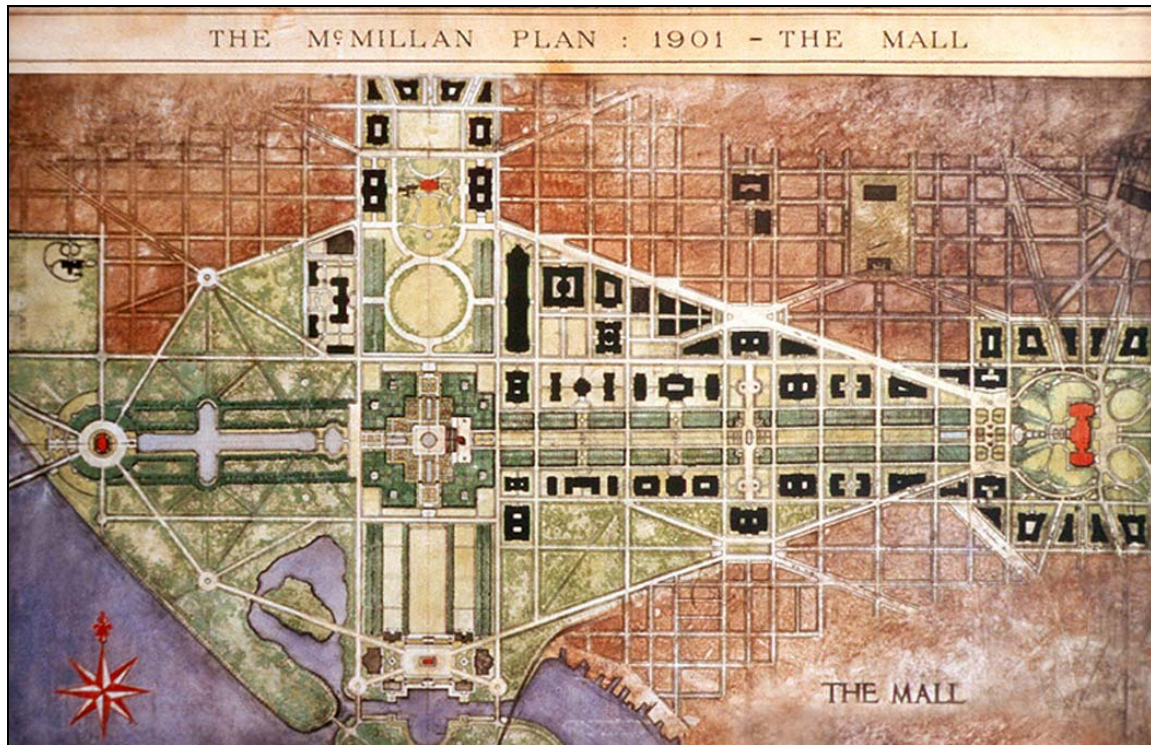 THE McMILLAN PLAN : 1901 – THE MALL
THE MALL